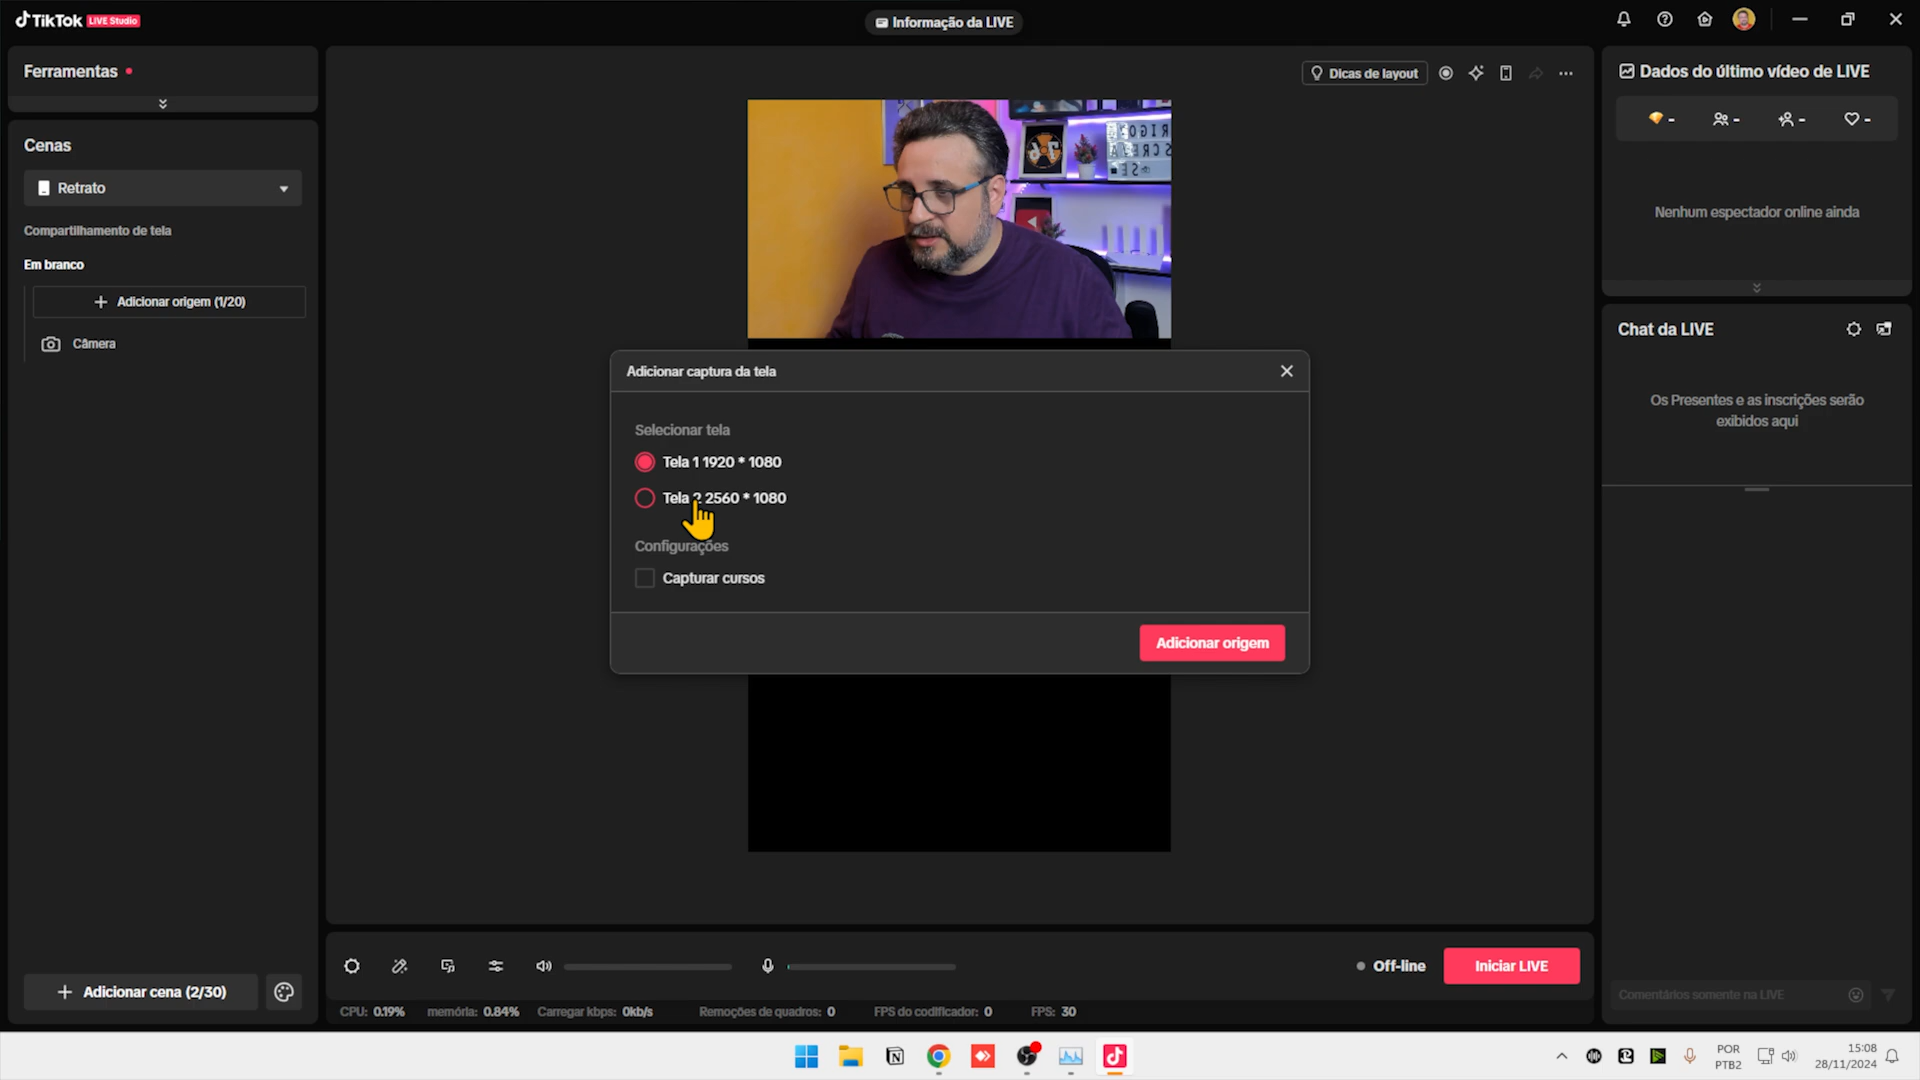 TikTok LIVE Studio
Informação da LIVE
Ferramentas
Cenas
Retrato
Compartilhamento de tela
Em branco
Adicionar origem (1/20)
Câmera
Adicionar cena (2/30)
Dicas de layout
Adicionar captura da tela
Selecionar tela
Tela 1 1920 * 1080
Tela 2 2560 * 1080
Configurações
Capturar cursos
Adicionar origem
Off-line
Iniciar LIVE
CPU: 0.19% memória: 0.84% Carregar kbps: 0kb/s Remoções de quadros: 0 FPS do codificador: 0 FPS: 30
Dados do último vídeo de LIVE
- - - -
Nenhum espectador online ainda
Chat da LIVE
Os Presentes e as inscrições serão
exibidos aqui
Comentários somente na LIVE
POR
PTB2
15:08
28/11/2024